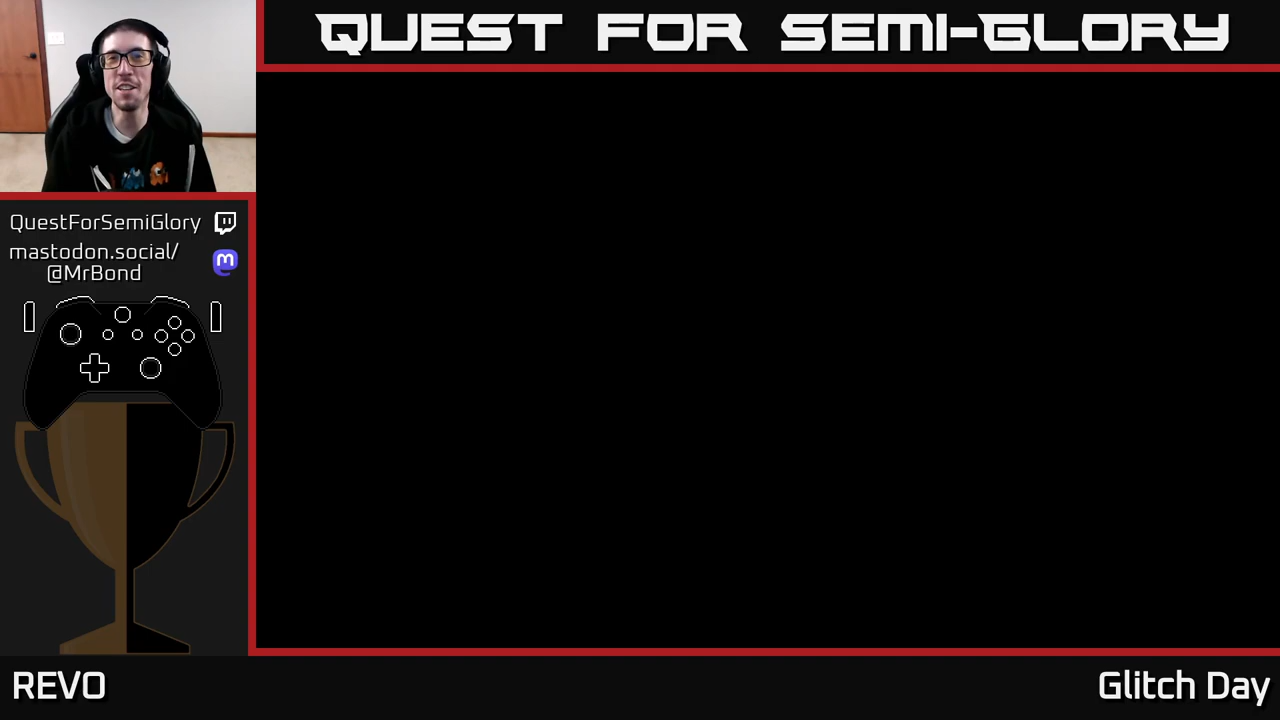 QUEST FOR SEMI-GLORY
QuestForSemiGlory
mastodon.social/
@MrBond
REVO
Glitch Day